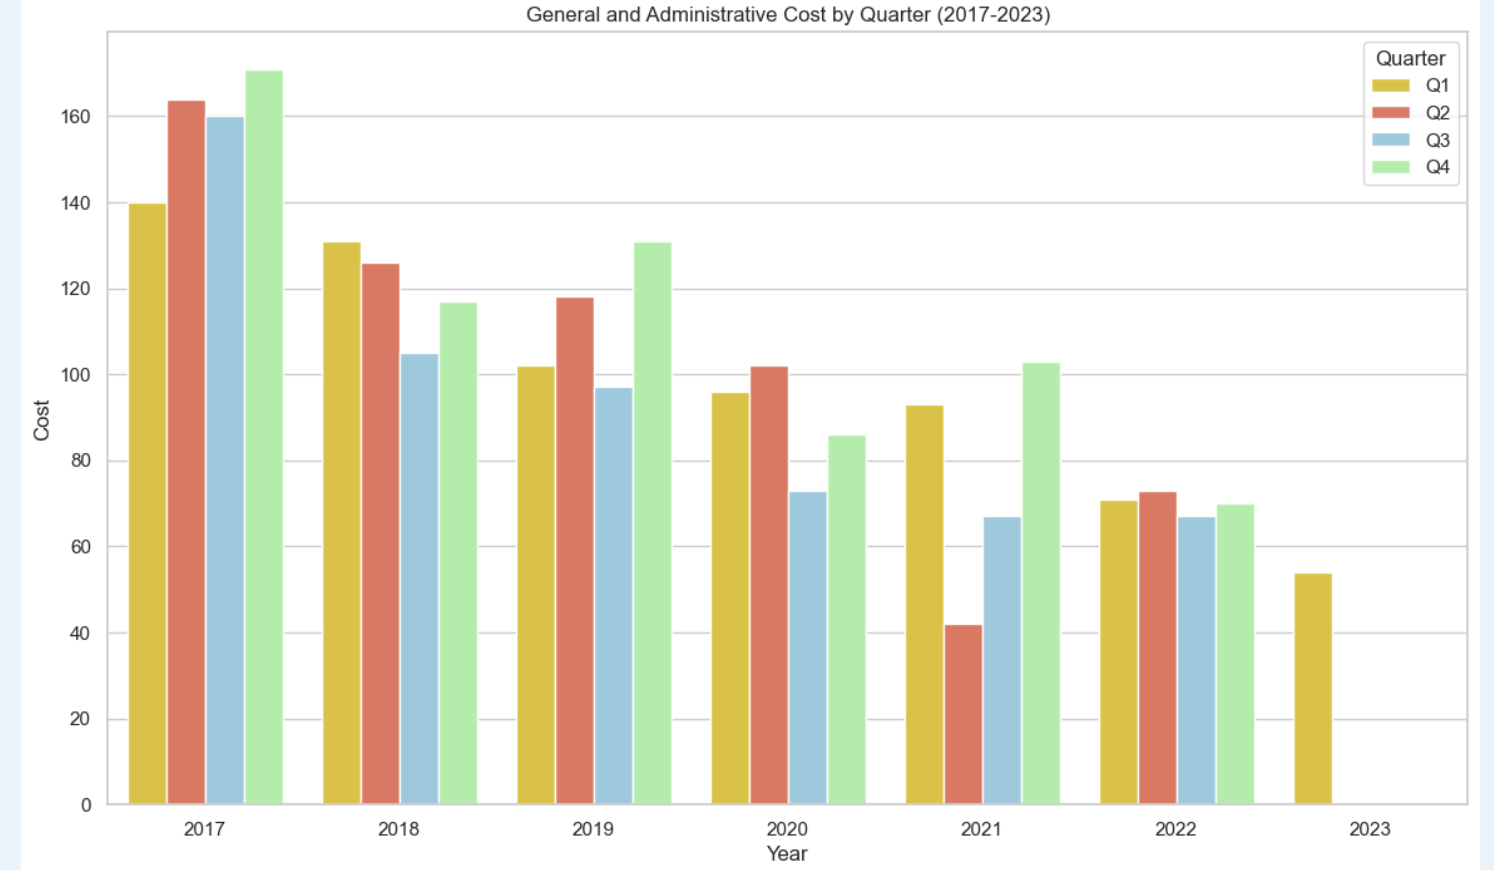 General and Administrative Cost by Quarter (2017-2023)
Quarter
Q1
Q2
Q3
Q4
160
140
120
100
80
60
40
20
0
Cost
2017 2018 2019 2020 2021 2022 2023
Year